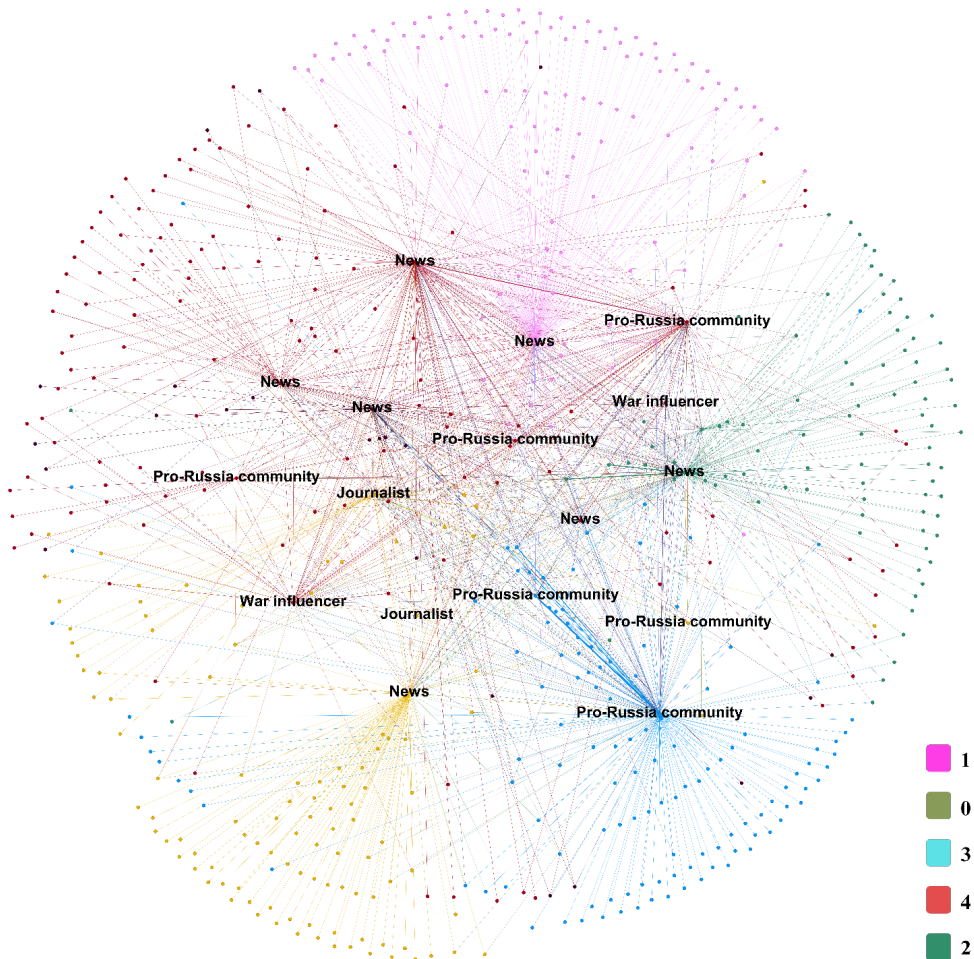 News
Pro-Russia community
News
News
War influencer
News
Pro-Russia community
News
Pro-Russia community
Journalist
News
Pro-Russia community
War influencer
Journalist
Pro-Russia community
News
Pro-Russia community
1
0
3
4
2